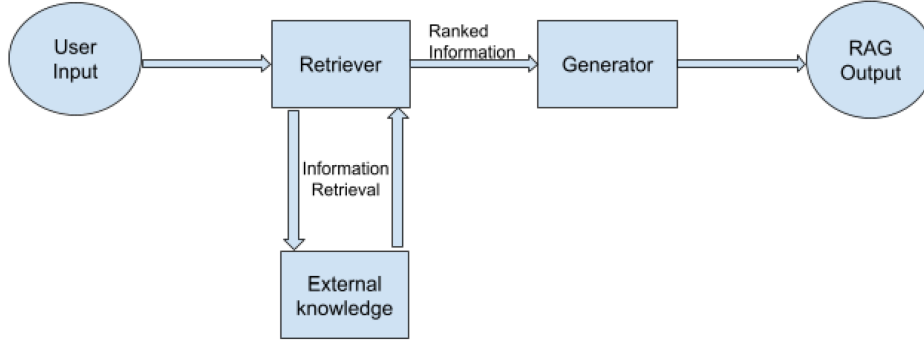 User
Input
Retriever
Ranked
Information
Generator
RAG
Output
Information
Retrieval
External
knowledge